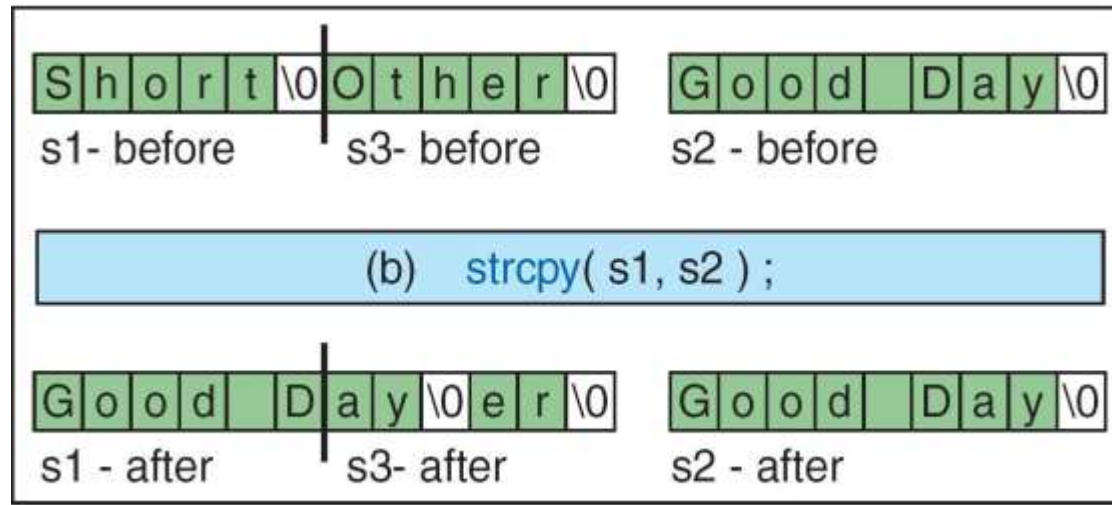 S h o r t \0 O t h e r \0 G o o d D a y \0
s1- before s3- before s2 - before
(b) strcpy( s1, s2 ) ;
G o o d D a y \0 e r \0 G o o d D a y \0
s1 - after s3- after s2 - after